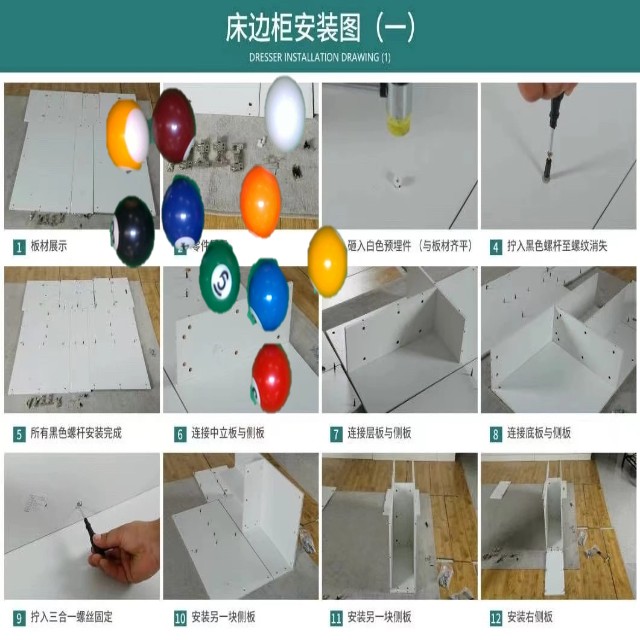 床边柜安装图（一）
DRESSER INSTALLATION DRAWING (1)
1 板材展示
零件
砸入白色预埋件 （与板材齐平）
4 拧入黑色螺杆至螺纹消失
5 所有黑色螺杆安装完成
6 连接中立板与侧板
7 连接层板与侧板
8 连接底板与侧板
9 拧入三合一螺丝固定
10 安装另一块侧板
11 安装另一块侧板
12 安装右侧板